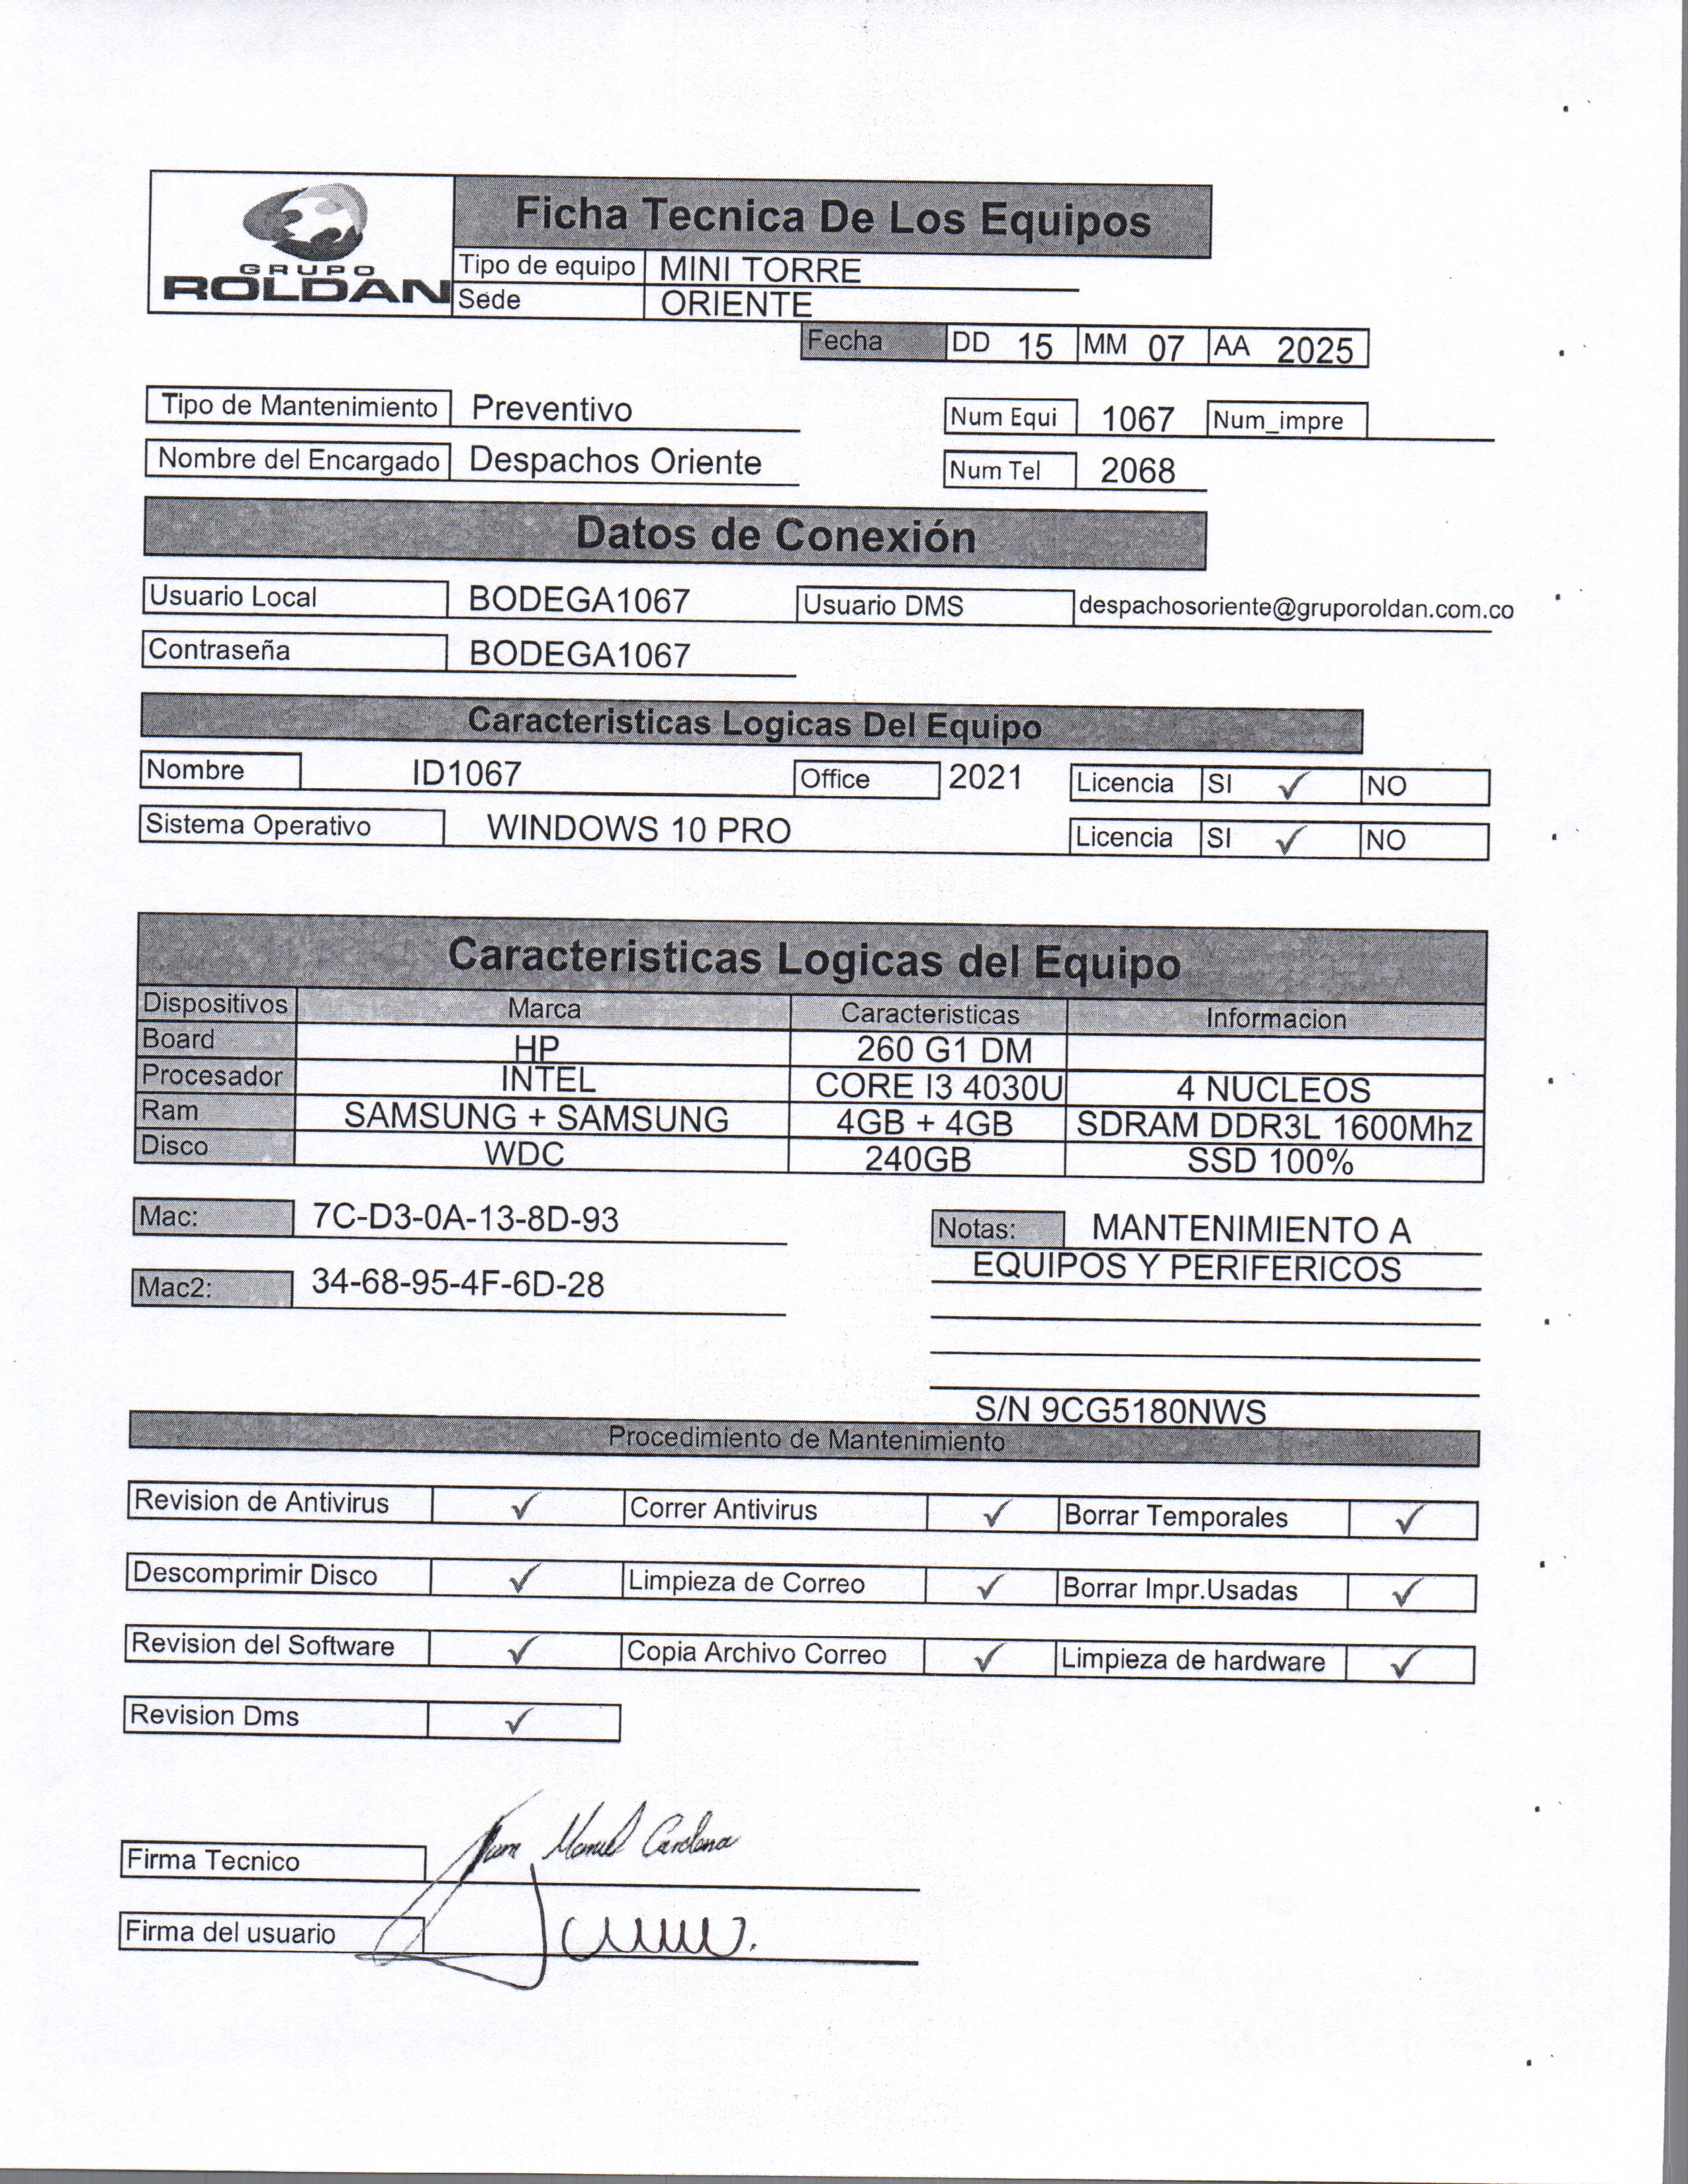 GRUPO
ROLDAN
Ficha Tecnica De Los Equipos
Tipo de equipo MINI TORRE
Sede ORIENTE
Fecha DD 15 MM 07 AA 2025
Tipo de Mantenimiento Preventivo Num Equi 1067 Num_impre
Nombre del Encargado Despachos Oriente Num Tel 2068
Datos de Conexión
Usuario Local BODEGA1067 Usuario DMS despachosoriente@gruporoldan.com.co
Contraseña BODEGA1067
Caracteristicas Logicas Del Equipo
Nombre ID1067 Office 2021 Licencia SI ✓ NO
Sistema Operativo WINDOWS 10 PRO Licencia SI ✓ NO
Caracteristicas Logicas del Equipo
Dispositivos Marca Caracteristicas Informacion
Board HP 260 G1 DM
Procesador INTEL CORE I3 4030U 4 NUCLEOS
Ram SAMSUNG + SAMSUNG 4GB + 4GB SDRAM DDR3L 1600Mhz
Disco WDC 240GB SSD 100%
Mac: 7C-D3-0A-13-8D-93 Notas: MANTENIMIENTO A
EQUIPOS Y PERIFERICOS
Mac2: 34-68-95-4F-6D-28
S/N 9CG5180NWS
Procedimiento de Mantenimiento
Revision de Antivirus ✓ Correr Antivirus ✓ Borrar Temporales ✓
Descomprimir Disco ✓ Limpieza de Correo ✓ Borrar Impr.Usadas ✓
Revision del Software ✓ Copia Archivo Correo ✓ Limpieza de hardware ✓
Revision Dms ✓
Firma Tecnico Juan Manuel Cardona
Firma del usuario